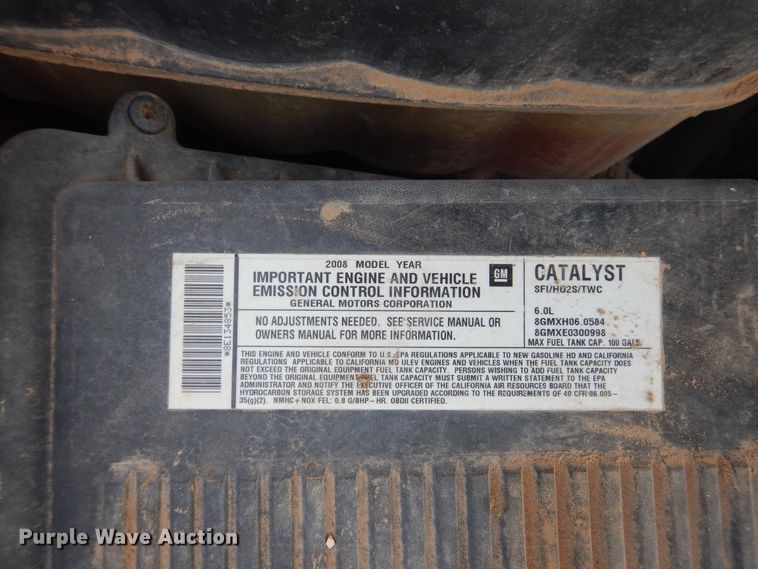 2008 MODEL YEAR
IMPORTANT ENGINE AND VEHICLE
EMISSION CONTROL INFORMATION
GENERAL MOTORS CORPORATION
GM
NO ADJUSTMENTS NEEDED. SEE SERVICE MANUAL OR
OWNERS MANUAL FOR MORE INFORMATION.
CATALYST
SFI/HO2S/TWC
6.0L
8GMXH06.0584
8GMXE0300998
MAX FUEL TANK CAP. 100 GALS
THIS ENGINE AND VEHICLE CONFORM TO U.S. EPA REGULATIONS APPLICABLE TO NEW GASOLINE HD AND CALIFORNIA
REGULATIONS APPLICABLE TO CALIFORNIA MD ULEV ENGINES AND VEHICLES WHEN THE FUEL TANK CAPACITY DOES
NOT EXCEED THE ORIGINAL EQUIPMENT FUEL TANK CAPACITY. PERSONS WISHING TO ADD FUEL TANK CAPACITY
BEYOND THE ORIGINAL EQUIPMENT FUEL TANK CAPACITY MUST SUBMIT A WRITTEN STATEMENT TO THE EPA
ADMINISTRATOR AND NOTIFY THE EXECUTIVE OFFICER OF THE CALIFORNIA AIR RESOURCES BOARD THAT THE
HYDROCARBON STORAGE SYSTEM HAS BEEN UPGRADED ACCORDING TO THE REQUIREMENTS OF 40 CFR 86.005-
35(g)(2). NMHC+NOX FEL: 0.8 G/BHP-HR. OBDII CERTIFIED.
*8E134853*
Purple Wave Auction